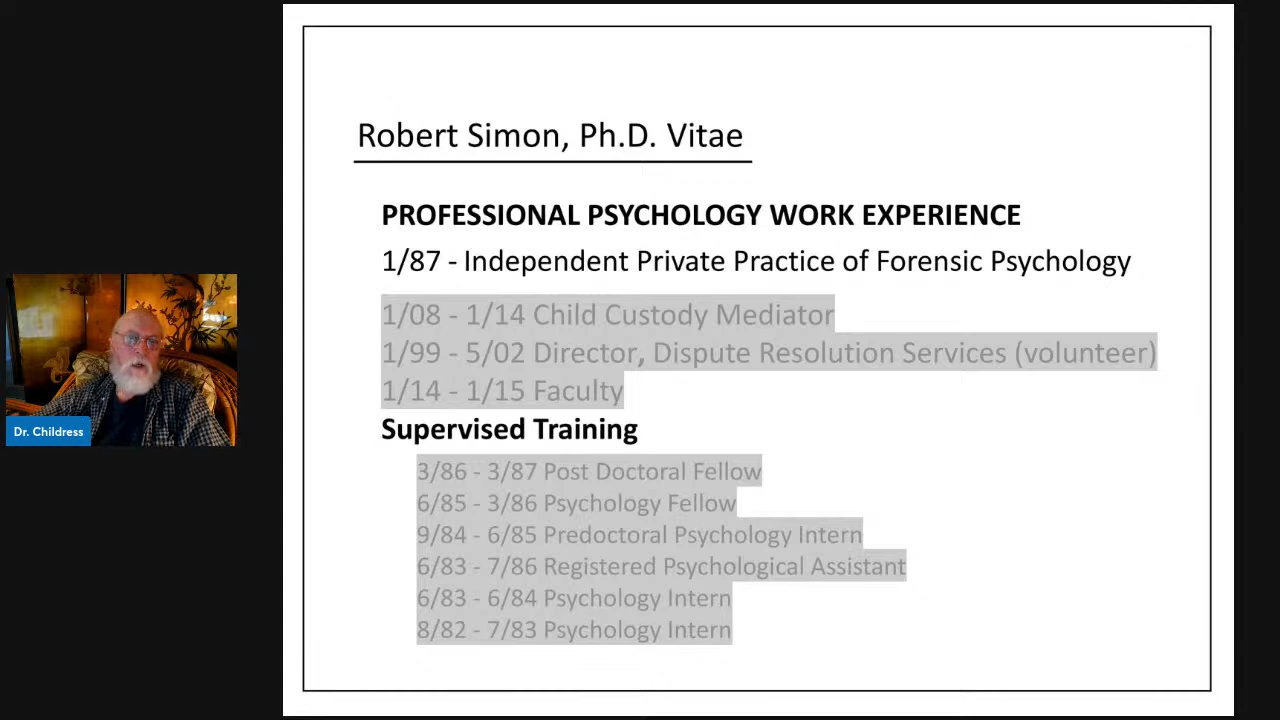 Robert Simon, Ph.D. Vitae
PROFESSIONAL PSYCHOLOGY WORK EXPERIENCE
1/87 - Independent Private Practice of Forensic Psychology
1/08 - 1/14 Child Custody Mediator
1/99 - 5/02 Director, Dispute Resolution Services (volunteer)
1/14 - 1/15 Faculty
Supervised Training
3/86 - 3/87 Post Doctoral Fellow
6/85 - 3/86 Psychology Fellow
9/84 - 6/85 Predoctoral Psychology Intern
6/83 - 7/86 Registered Psychological Assistant
6/83 - 6/84 Psychology Intern
8/82 - 7/83 Psychology Intern
Dr. Childress